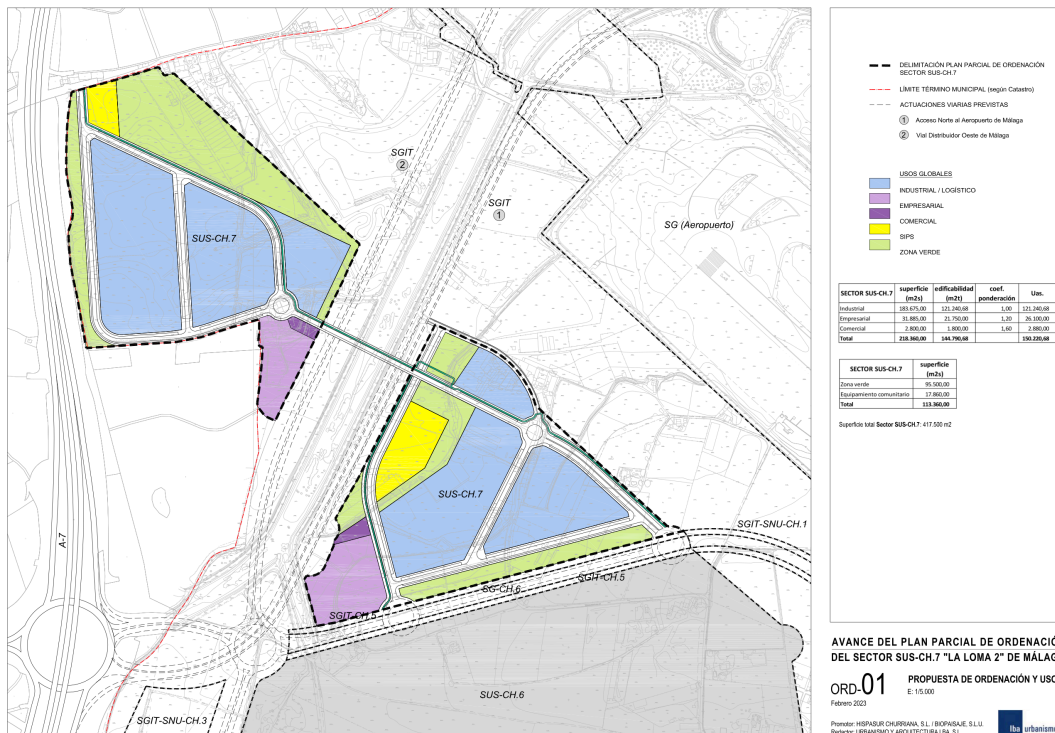 SGIT
2
SGIT
1
SG (Aeropuerto)
SUS-CH.7
SUS-CH.7
A-7
SGIT-SNU-CH.1
SGIT-CH.5
SG-CH.6
SGIT-CH.5
SUS-CH.6
SGIT-SNU-CH.3
DELIMITACIÓN PLAN PARCIAL DE ORDENACIÓN
SECTOR SUS-CH.7
LÍMITE TÉRMINO MUNICIPAL (según Catastro)
ACTUACIONES VIARIAS PREVISTAS
1 Acceso Norte al Aeropuerto de Málaga
2 Vial Distribuidor Oeste de Málaga
USOS GLOBALES
INDUSTRIAL / LOGÍSTICO
EMPRESARIAL
COMERCIAL
SIPS
ZONA VERDE
SECTOR SUS-CH.7 superficie (m2s) edificabilidad (m2t) coef. ponderación Uas.
Industrial 183.675,00 121.240,68 1,00 121.240,68
Empresarial 31.885,00 21.750,00 1,20 26.100,00
Comercial 2.800,00 1.800,00 1,60 2.880,00
Total 218.360,00 144.790,68 150.220,68
SECTOR SUS-CH.7 superficie (m2s)
Zona verde 95.500,00
Equipamiento comunitario 17.860,00
Total 113.360,00
Superficie total Sector SUS-CH.7: 417.500 m2
AVANCE DEL PLAN PARCIAL DE ORDENACIÓ
DEL SECTOR SUS-CH.7 "LA LOMA 2" DE MÁLAG
ORD-01 PROPUESTA DE ORDENACIÓN Y USO
E: 1/5.000
Febrero 2023
Promotor: HISPASUR CHURRIANA, S.L. / BIOPAISAJE, S.L.U.
Redactor: URBANISMO Y ARQUITECTURA LBA, S.L.
lba urbanismo